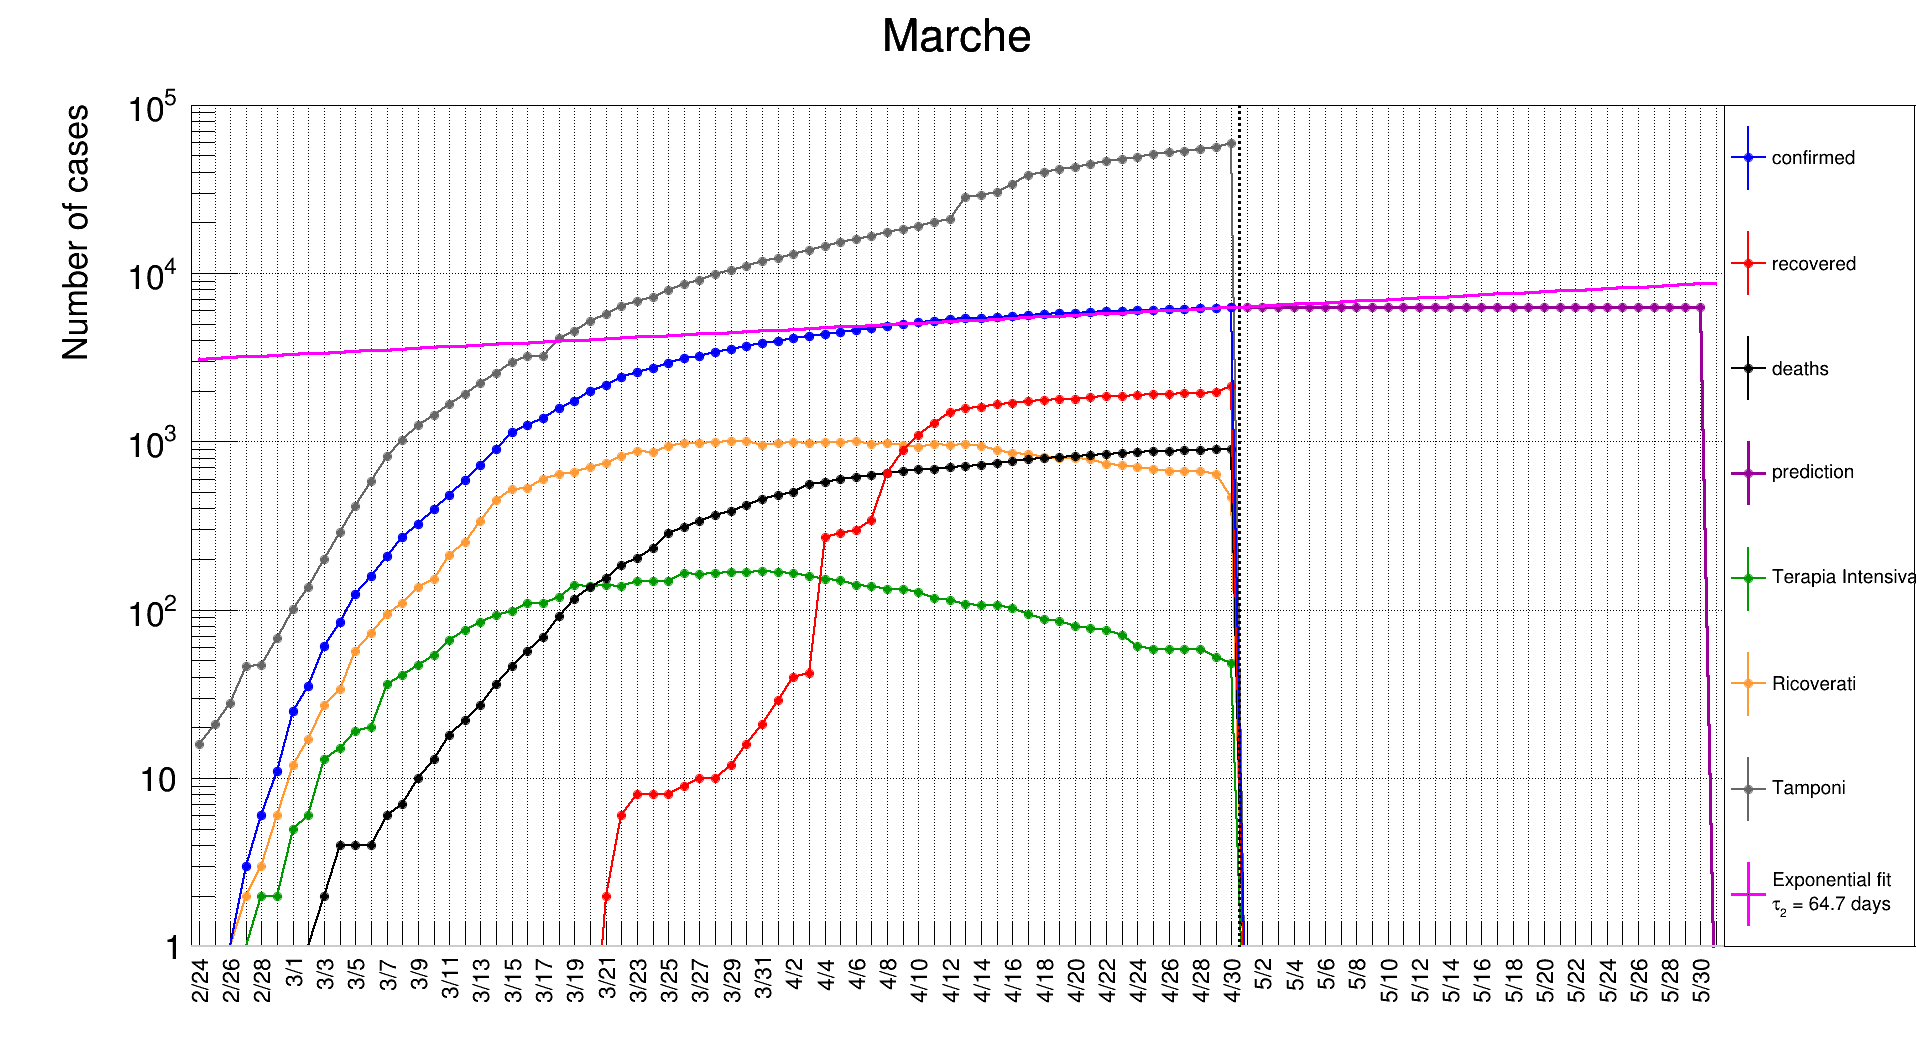 Marche
Number of cases
10^5
10^4
10^3
10^2
10
1
2/24 2/26 2/28 3/1 3/3 3/5 3/7 3/9 3/11 3/13 3/15 3/17 3/19 3/21 3/23 3/25 3/27 3/29 3/31 4/2 4/4 4/6 4/8 4/10 4/12 4/14 4/16 4/18 4/20 4/22 4/24 4/26 4/28 4/30 5/2 5/4 5/6 5/8 5/10 5/12 5/14 5/16 5/18 5/20 5/22 5/24 5/26 5/28 5/30
confirmed
recovered
deaths
prediction
Terapia Intensiva
Ricoverati
Tamponi
Exponential fit
τ₂ = 64.7 days